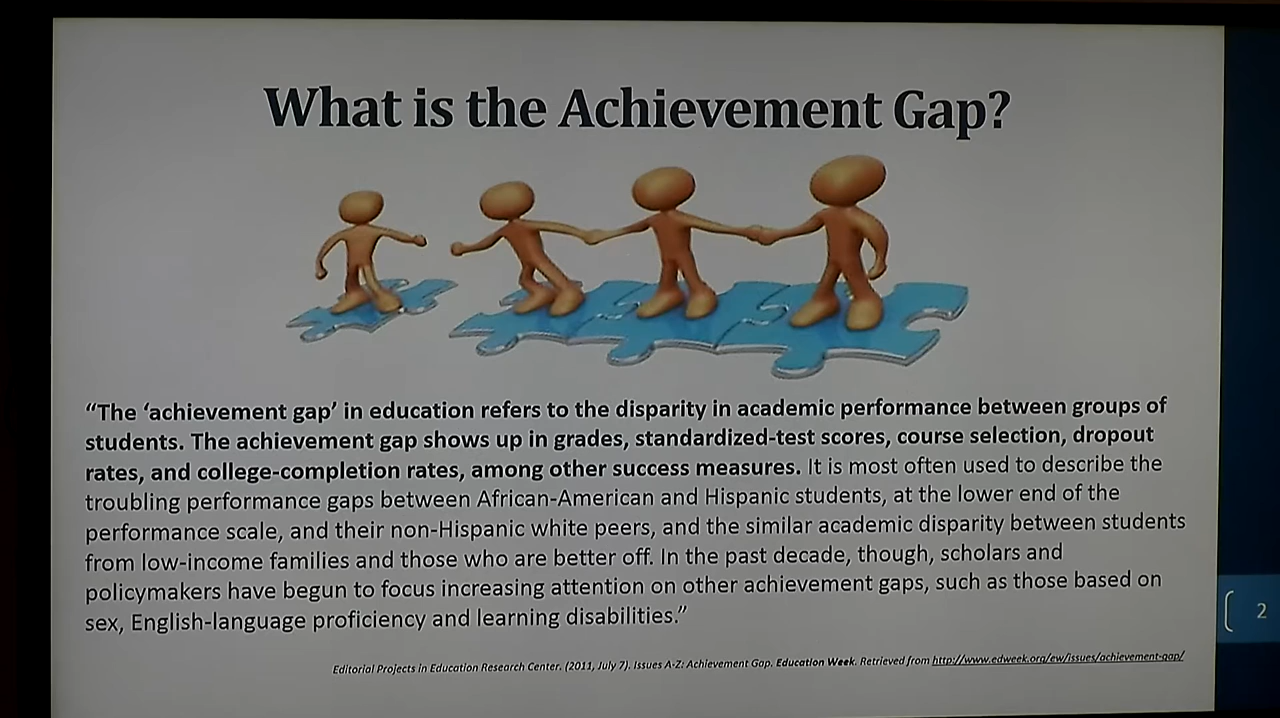 What is the Achievement Gap?
“The ‘achievement gap’ in education refers to the disparity in academic performance between groups of
students. The achievement gap shows up in grades, standardized-test scores, course selection, dropout
rates, and college-completion rates, among other success measures. It is most often used to describe the
troubling performance gaps between African-American and Hispanic students, at the lower end of the
performance scale, and their non-Hispanic white peers, and the similar academic disparity between students
from low-income families and those who are better off. In the past decade, though, scholars and
policymakers have begun to focus increasing attention on other achievement gaps, such as those based on
sex, English-language proficiency and learning disabilities.”
2
Editorial Projects in Education Research Center. (2011, July 7). Issues A-Z: Achievement Gap. Education Week. Retrieved from http://www.edweek.org/ew/issues/achievement-gap/